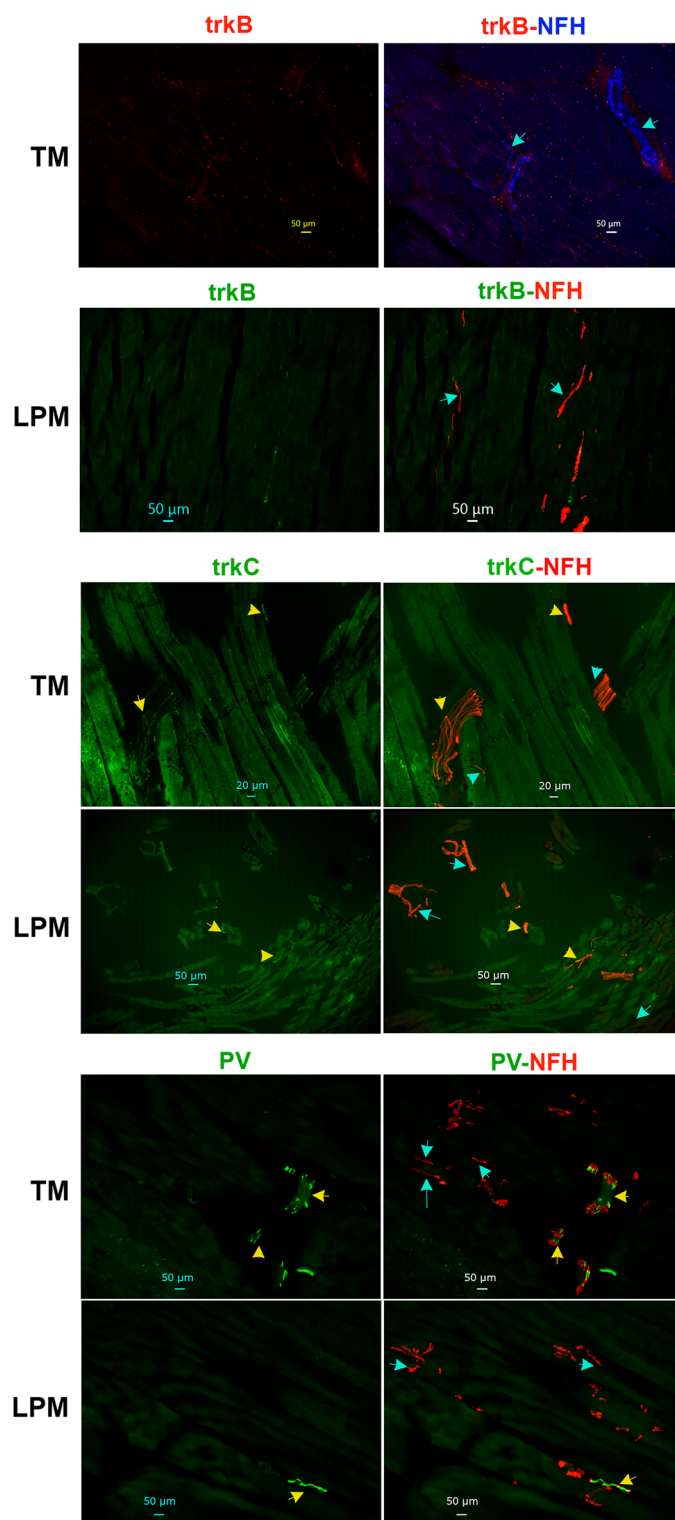 trkB trkB-NFH
TM
50 µm 50 µm
trkB trkB-NFH
LPM
50 µm 50 µm
trkC trkC-NFH
TM
20 µm 20 µm
LPM
50 µm 50 µm
PV PV-NFH
TM
50 µm 50 µm
LPM
50 µm 50 µm